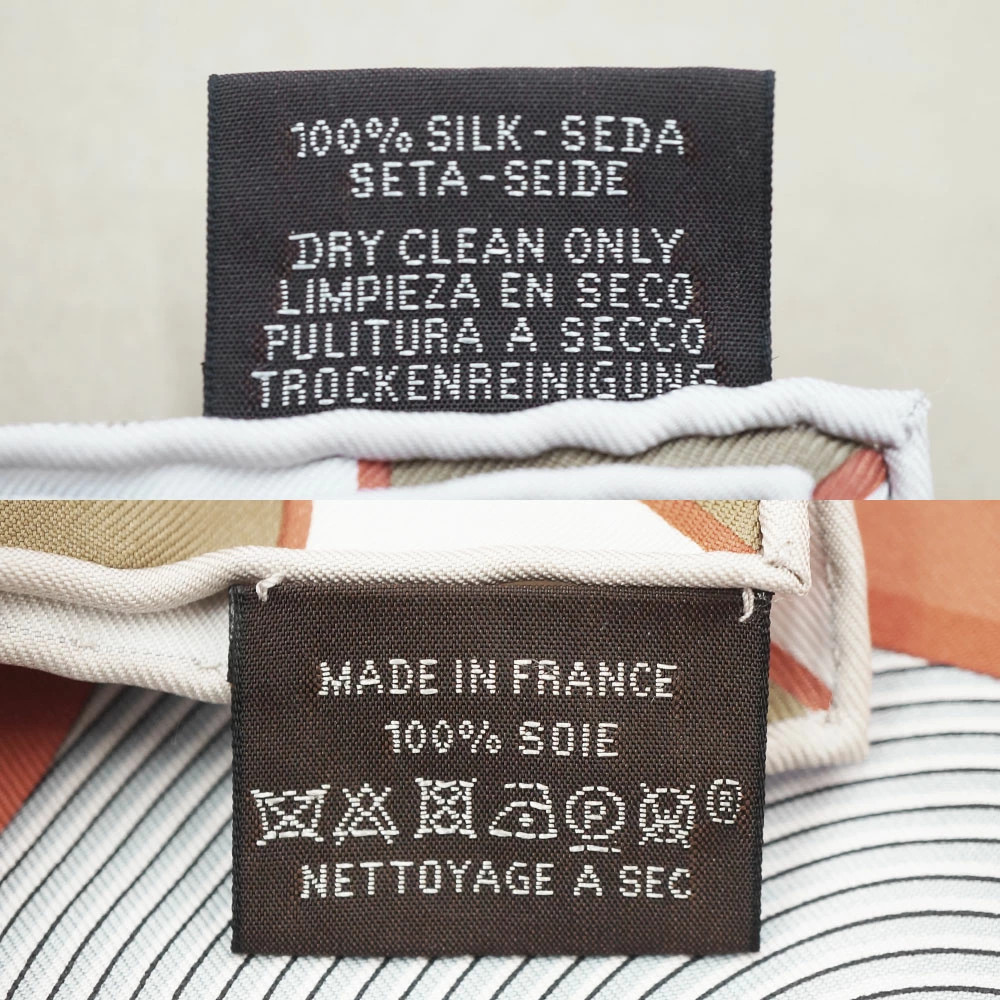 100% SILK - SEDA
SETA - SEIDE
DRY CLEAN ONLY
LIMPIEZA EN SECO
PULITURA A SECCO
TROCKENREINIGUNG
MADE IN FRANCE
100% SOIE
P ®
NETTOYAGE A SEC